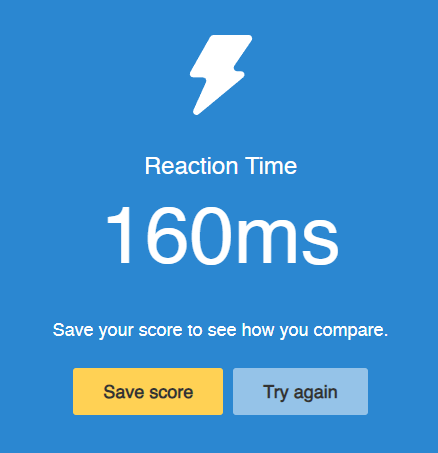 Reaction Time
160ms
Save your score to see how you compare.
Save score
Try again